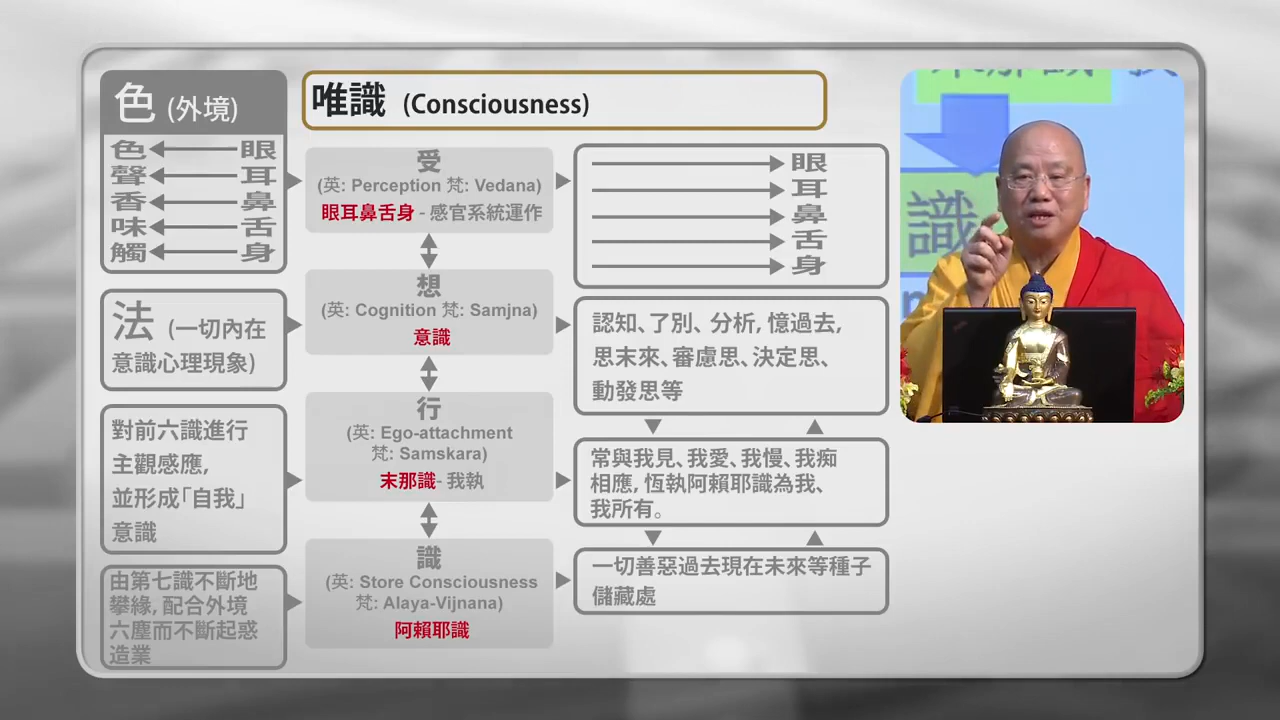 色 (外境)
色 眼
聲 耳
香 鼻
味 舌
觸 身
法 (一切內在
意識心理現象)
對前六識進行
主觀感應,
並形成「自我」
意識
由第七識不斷地
攀緣, 配合外境
六塵而不斷起惑
造業
唯識 (Consciousness)
受
(英: Perception 梵: Vedana)
眼耳鼻舌身 - 感官系統運作
想
(英: Cognition 梵: Samjna)
意識
行
(英: Ego-attachment
梵: Samskara)
末那識- 我執
識
(英: Store Consciousness
梵: Alaya-Vijnana)
阿賴耶識
眼
耳
鼻
舌
身
認知、了別、分析, 憶過去,
思末來、審慮思、決定思、
動發思等
常與我見、我愛、我慢、我痴
相應, 恆執阿賴耶識為我、
我所有。
一切善惡過去現在未來等種子
儲藏處
識